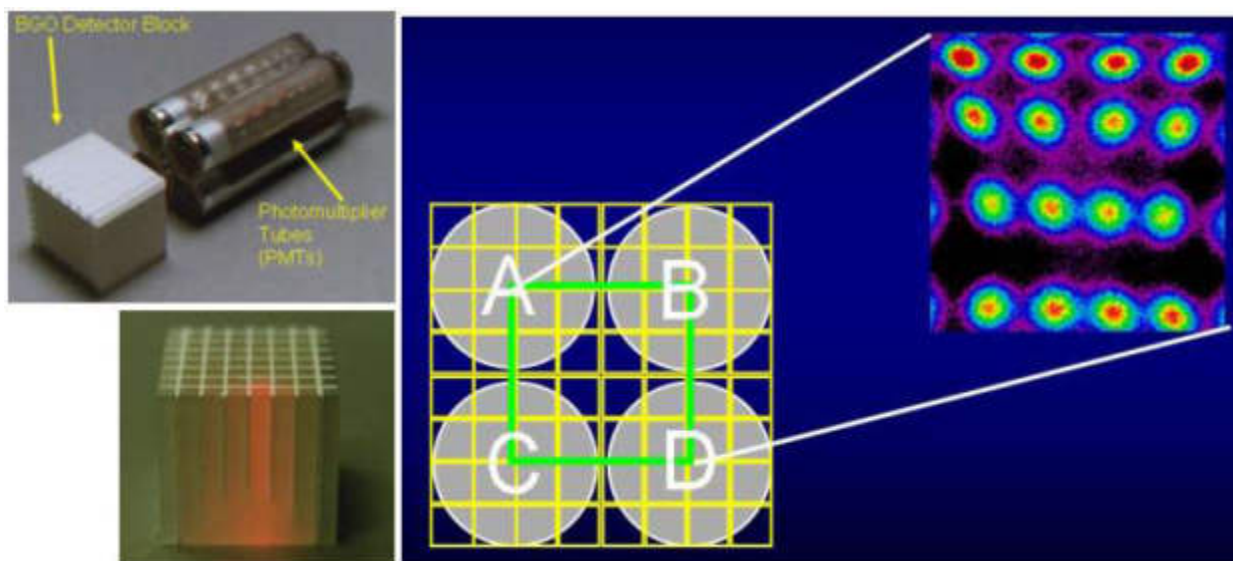 BGO Detector Block
Photomultiplier
Tubes
(PMTs)
A
B
C
D